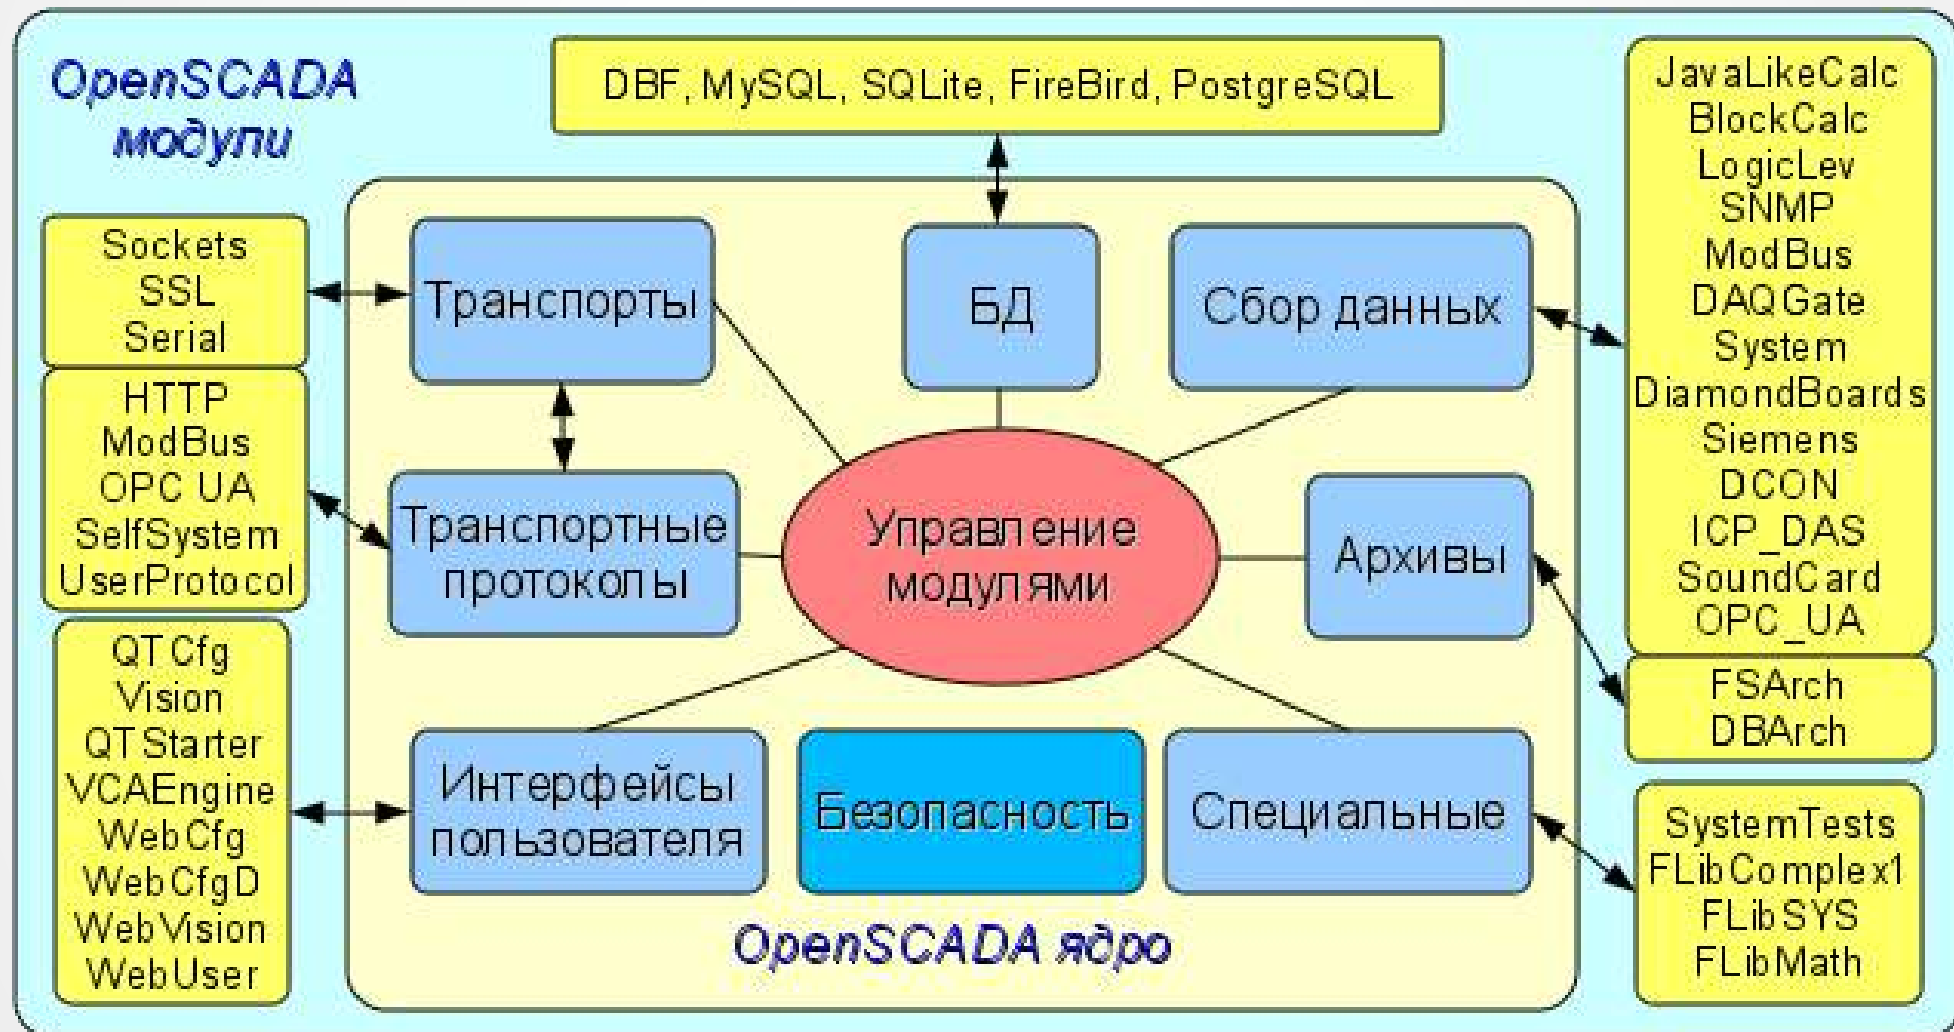 OpenSCADA
модули
DBF, MySQL, SQLite, FireBird, PostgreSQL
JavaLikeCalc
BlockCalc
LogicLev
SNMP
ModBus
DAQGate
System
DiamondBoards
Siemens
DCON
ICP_DAS
SoundCard
OPC_UA
Sockets
SSL
Serial
Транспорты
БД
Сбор данных
HTTP
ModBus
OPC UA
SelfSystem
UserProtocol
Транспортные
протоколы
Управление
модулями
Архивы
FSArch
DBArch
QTCfg
Vision
QTStarter
VCAEngine
WebCfg
WebCfgD
WebVision
WebUser
Интерфейсы
пользователя
Безопасность
Специальные
SystemTests
FLibComplex1
FLibSYS
FLibMath
OpenSCADA ядро